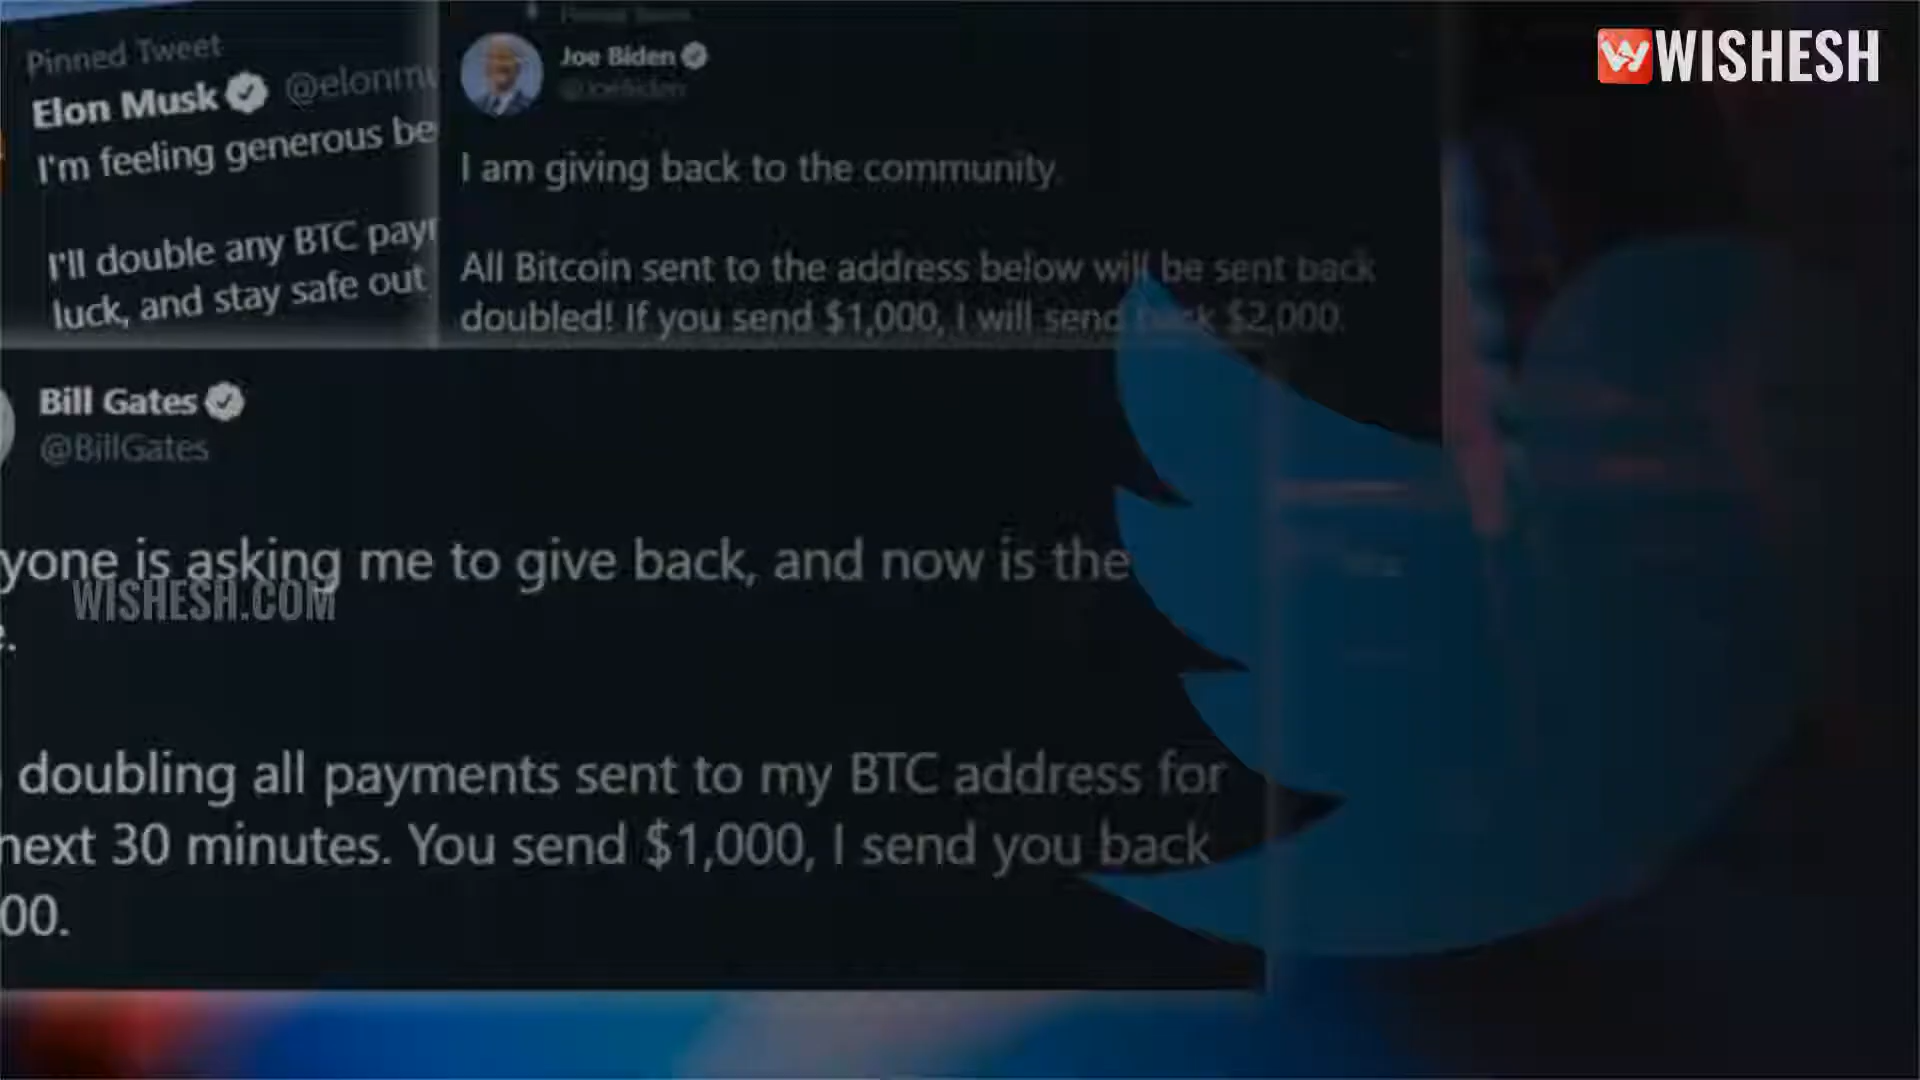 Pinned Tweet
Elon Musk @elonmu
I'm feeling generous be
I'll double any BTC payr
luck, and stay safe out
Joe Biden
@JoeBiden
I am giving back to the community.
All Bitcoin sent to the address below will be sent back
doubled! If you send $1,000, I will send back $2,000.
WISHESH
Bill Gates
@BillGates
yone is asking me to give back, and now is the
e.
WISHESH.COM
doubling all payments sent to my BTC address for
next 30 minutes. You send $1,000, I send you back
00.